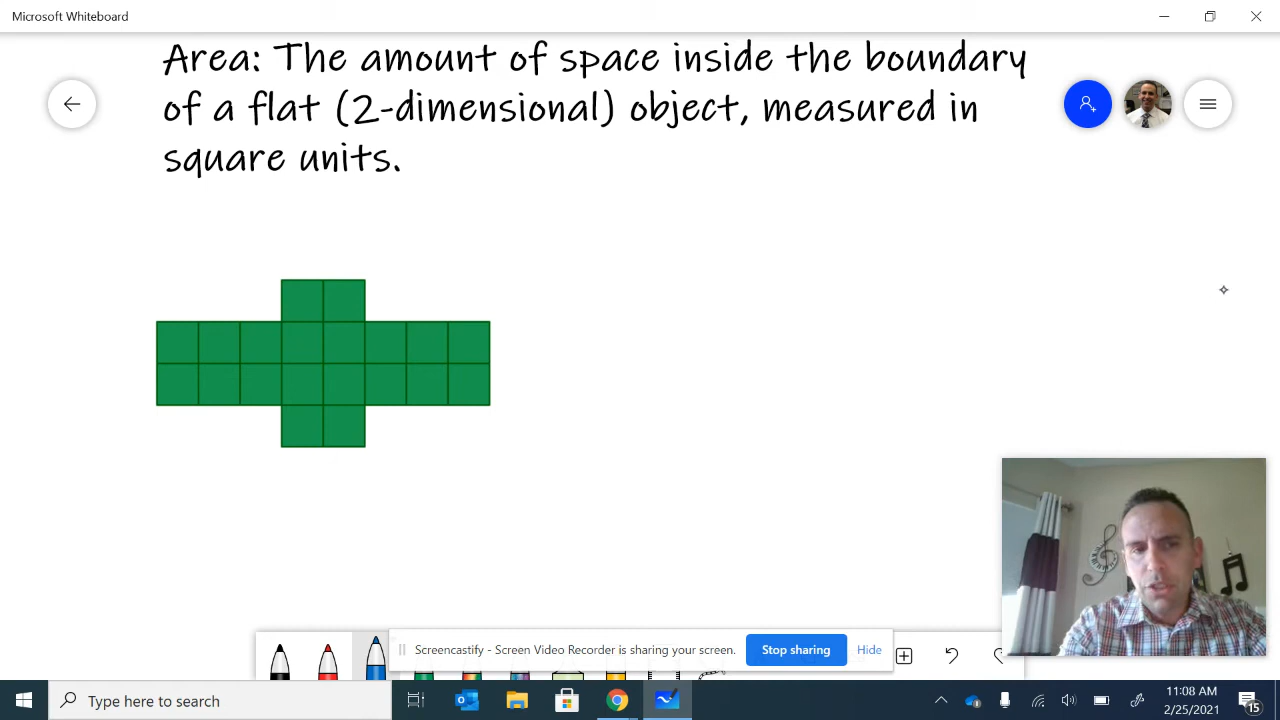 Microsoft Whiteboard
Area: The amount of space inside the boundary
of a flat (2-dimensional) object, measured in
square units.
Screencastify - Screen Video Recorder is sharing your screen.
Stop sharing
Hide
Type here to search
11:08 AM
2/25/2021
15